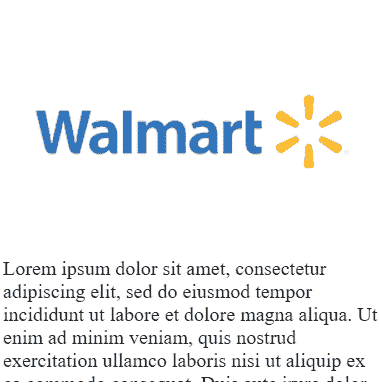 Walmart
Lorem ipsum dolor sit amet, consectetur
adipiscing elit, sed do eiusmod tempor
incididunt ut labore et dolore magna aliqua. Ut
enim ad minim veniam, quis nostrud
exercitation ullamco laboris nisi ut aliquip ex